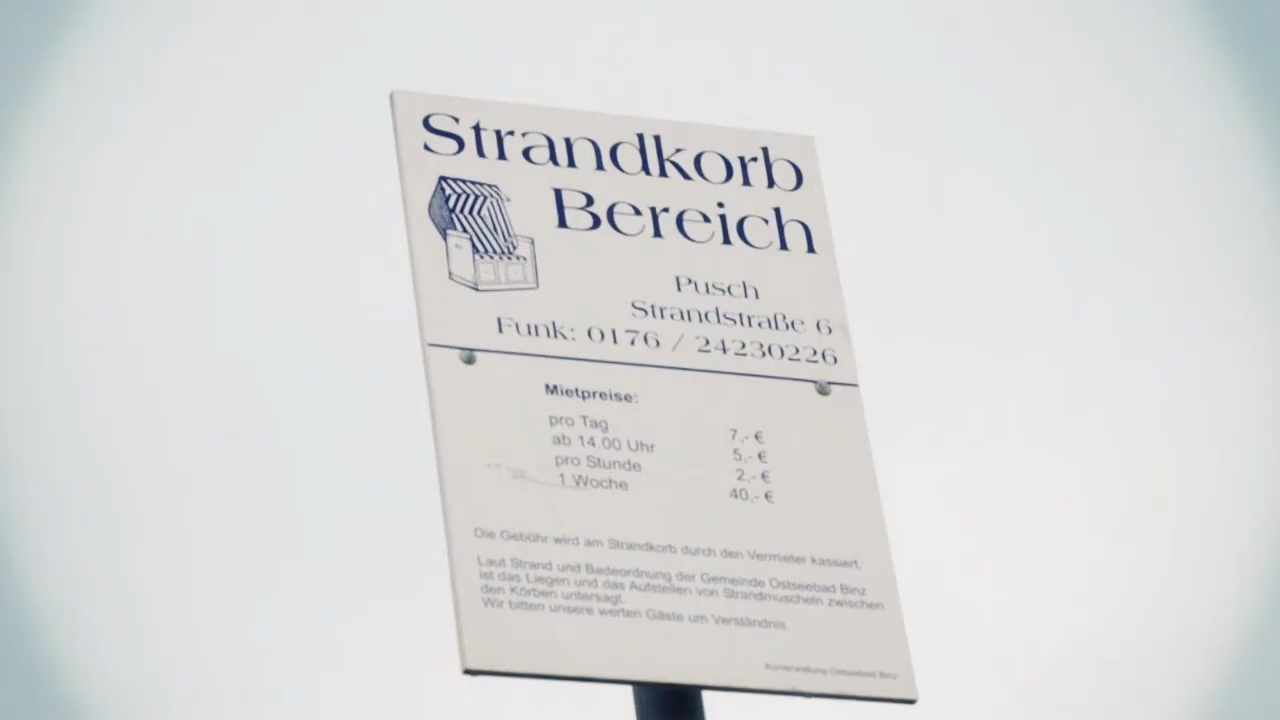 Strandkorb
Bereich
Pusch
Strandstraße 6
Funk: 0176 / 24230226
Mietpreise:
pro Tag 7,- €
ab 14.00 Uhr 5,- €
pro Stunde 2,- €
1 Woche 40,- €
Die Gebühr wird am Strandkorb durch den Vermieter kassiert.
Laut Strand und Badeordnung der Gemeinde Ostseebad Binz
ist das Liegen und das Aufstellen von Strandmuscheln zwischen
den Körben untersagt.
Wir bitten unsere werten Gäste um Verständnis.
Kurverwaltung Ostseebad Binz